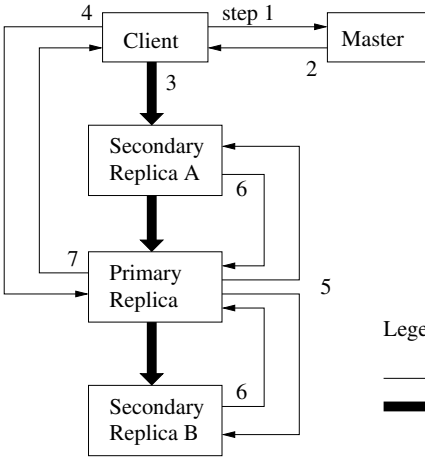 4
step 1
Client
Master
2
3
Secondary
Replica A
6
7
Primary
Replica
5
Lege
6
Secondary
Replica B